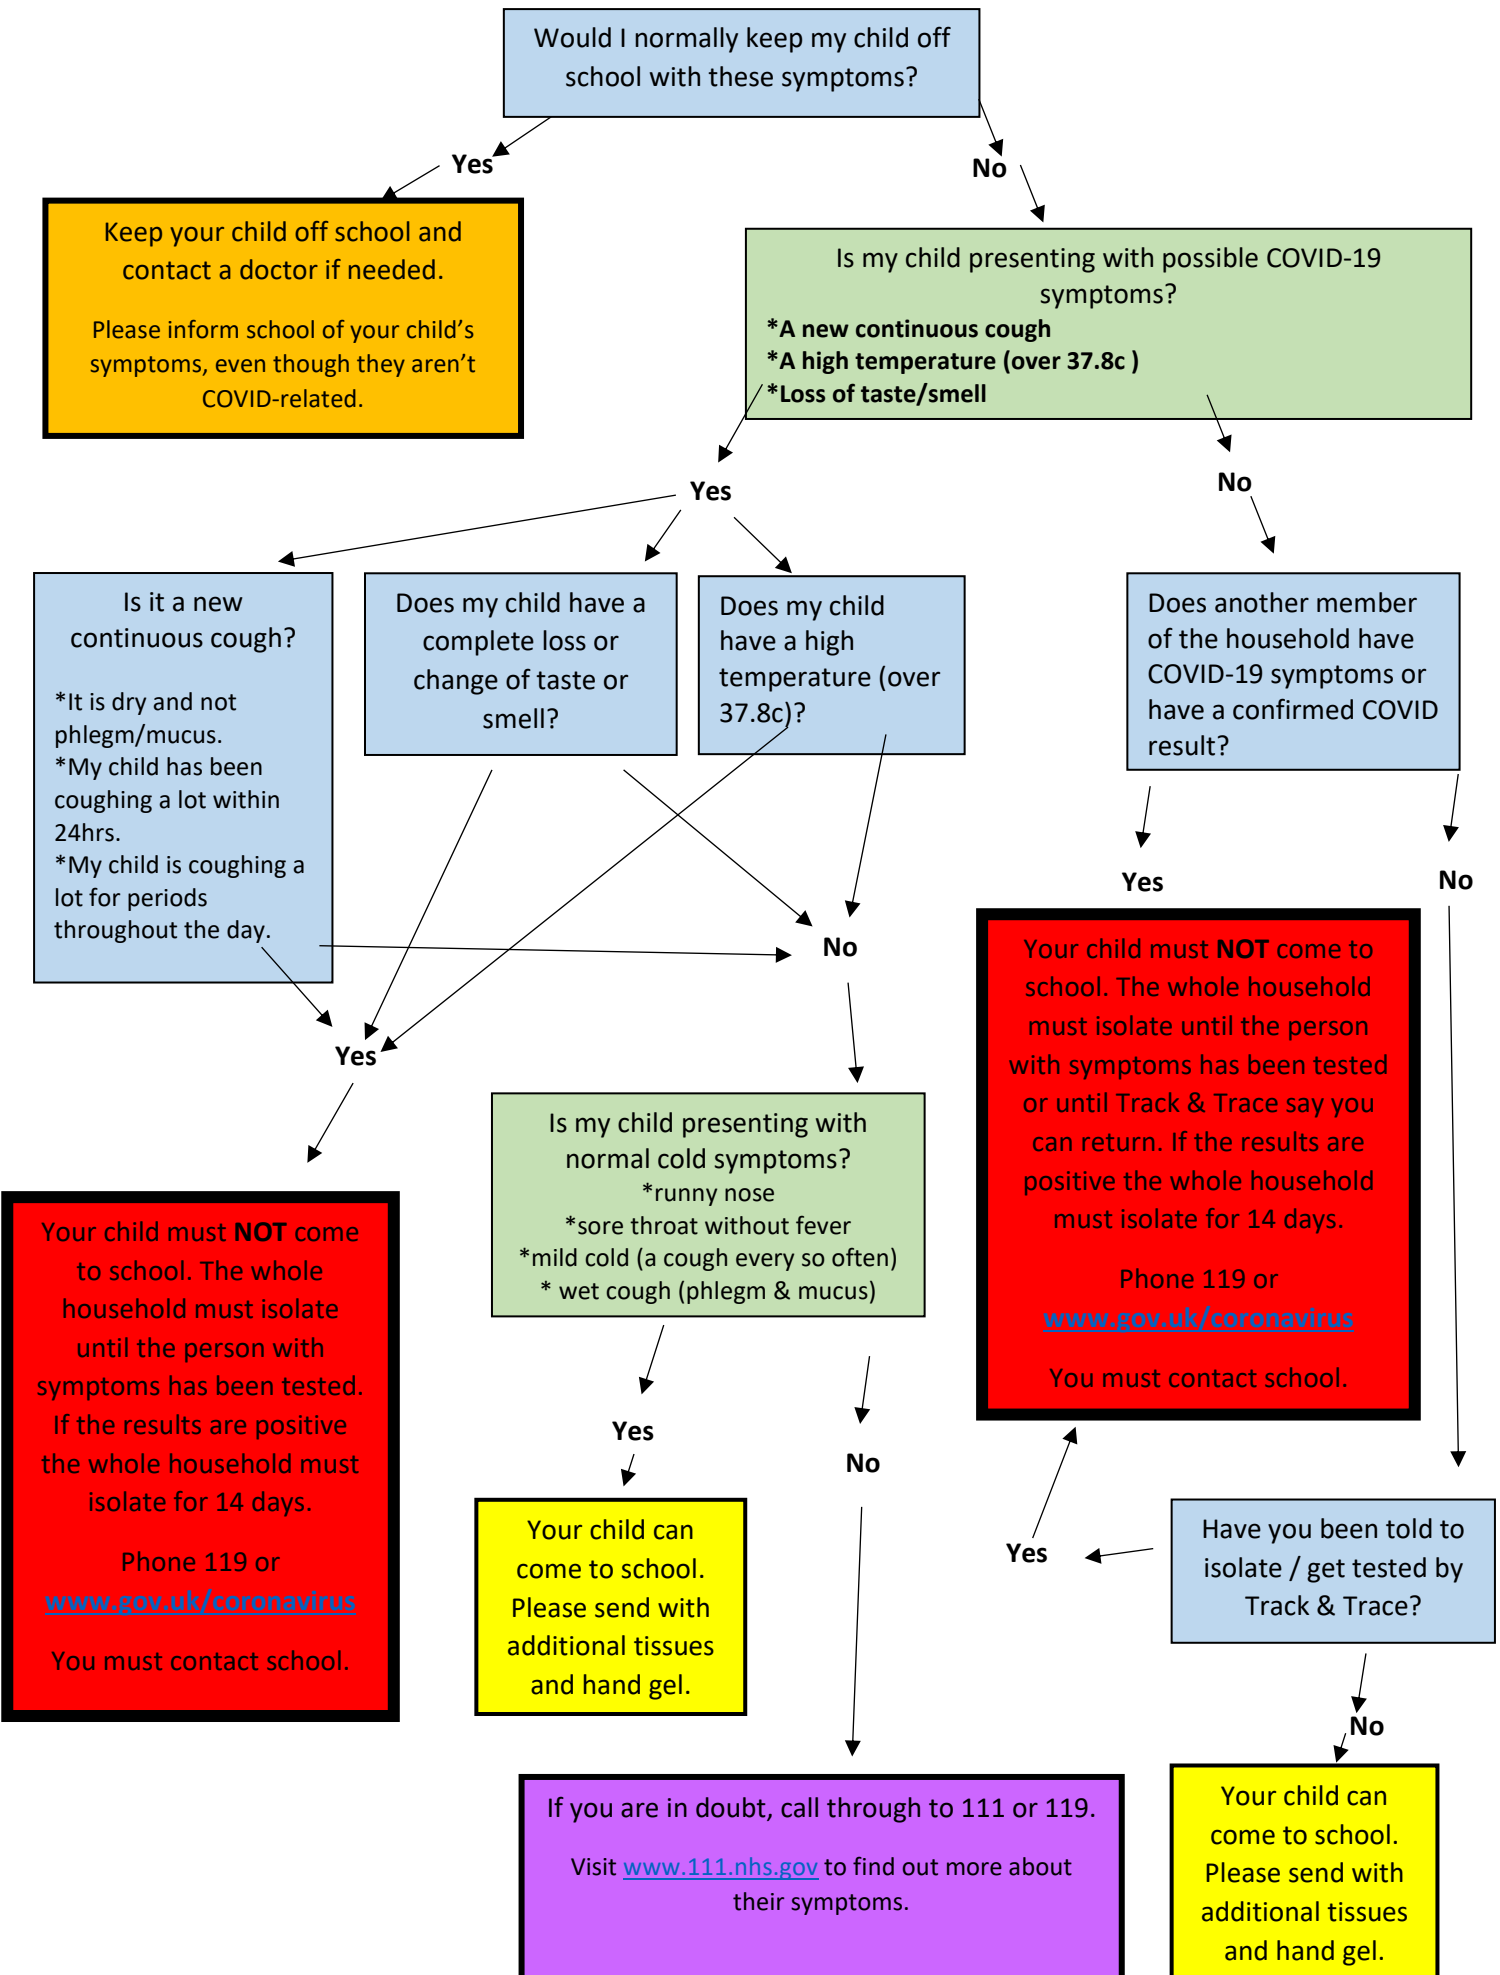 Would I normally keep my child off
school with these symptoms?
Yes
No
Keep your child off school and
contact a doctor if needed.
Please inform school of your child’s
symptoms, even though they aren’t
COVID-related.
Is my child presenting with possible COVID-19
symptoms?
*A new continuous cough
*A high temperature (over 37.8c )
*Loss of taste/smell
Yes
No
Is it a new
continuous cough?
*It is dry and not
phlegm/mucus.
*My child has been
coughing a lot within
24hrs.
*My child is coughing a
lot for periods
throughout the day.
Does my child have a
complete loss or
change of taste or
smell?
Does my child
have a high
temperature (over
37.8c)?
Does another member
of the household have
COVID-19 symptoms or
have a confirmed COVID
result?
Yes
No
No
Yes
Your child must NOT come to
school. The whole household
must isolate until the person
with symptoms has been tested
or until Track & Trace say you
can return. If the results are
positive the whole household
must isolate for 14 days.
Phone 119 or
www.gov.uk/coronavirus
You must contact school.
Is my child presenting with
normal cold symptoms?
*runny nose
*sore throat without fever
*mild cold (a cough every so often)
* wet cough (phlegm & mucus)
Your child must NOT come
to school. The whole
household must isolate
until the person with
symptoms has been tested.
If the results are positive
the whole household must
isolate for 14 days.
Phone 119 or
www.gov.uk/coronavirus
You must contact school.
Yes
No
Your child can
come to school.
Please send with
additional tissues
and hand gel.
Yes
Have you been told to
isolate / get tested by
Track & Trace?
No
If you are in doubt, call through to 111 or 119.
Visit www.111.nhs.gov to find out more about
their symptoms.
Your child can
come to school.
Please send with
additional tissues
and hand gel.